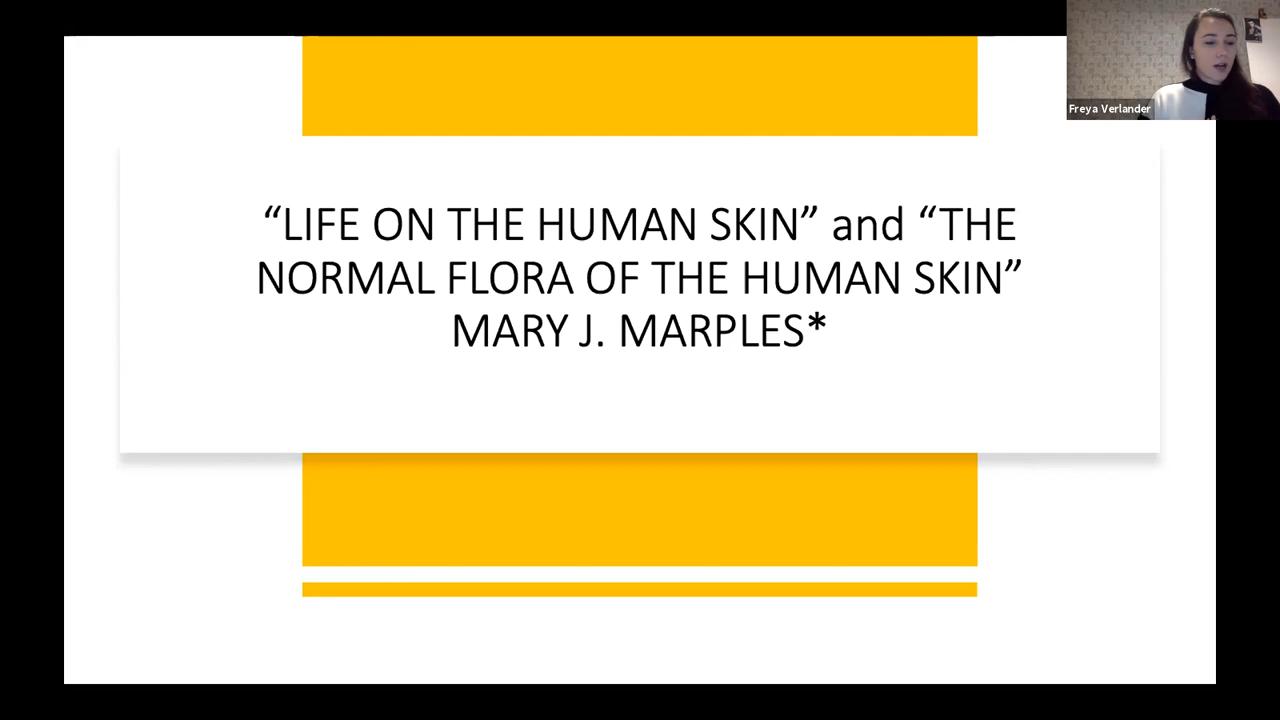 “LIFE ON THE HUMAN SKIN” and “THE
NORMAL FLORA OF THE HUMAN SKIN”
MARY J. MARPLES*
Freya Verlander